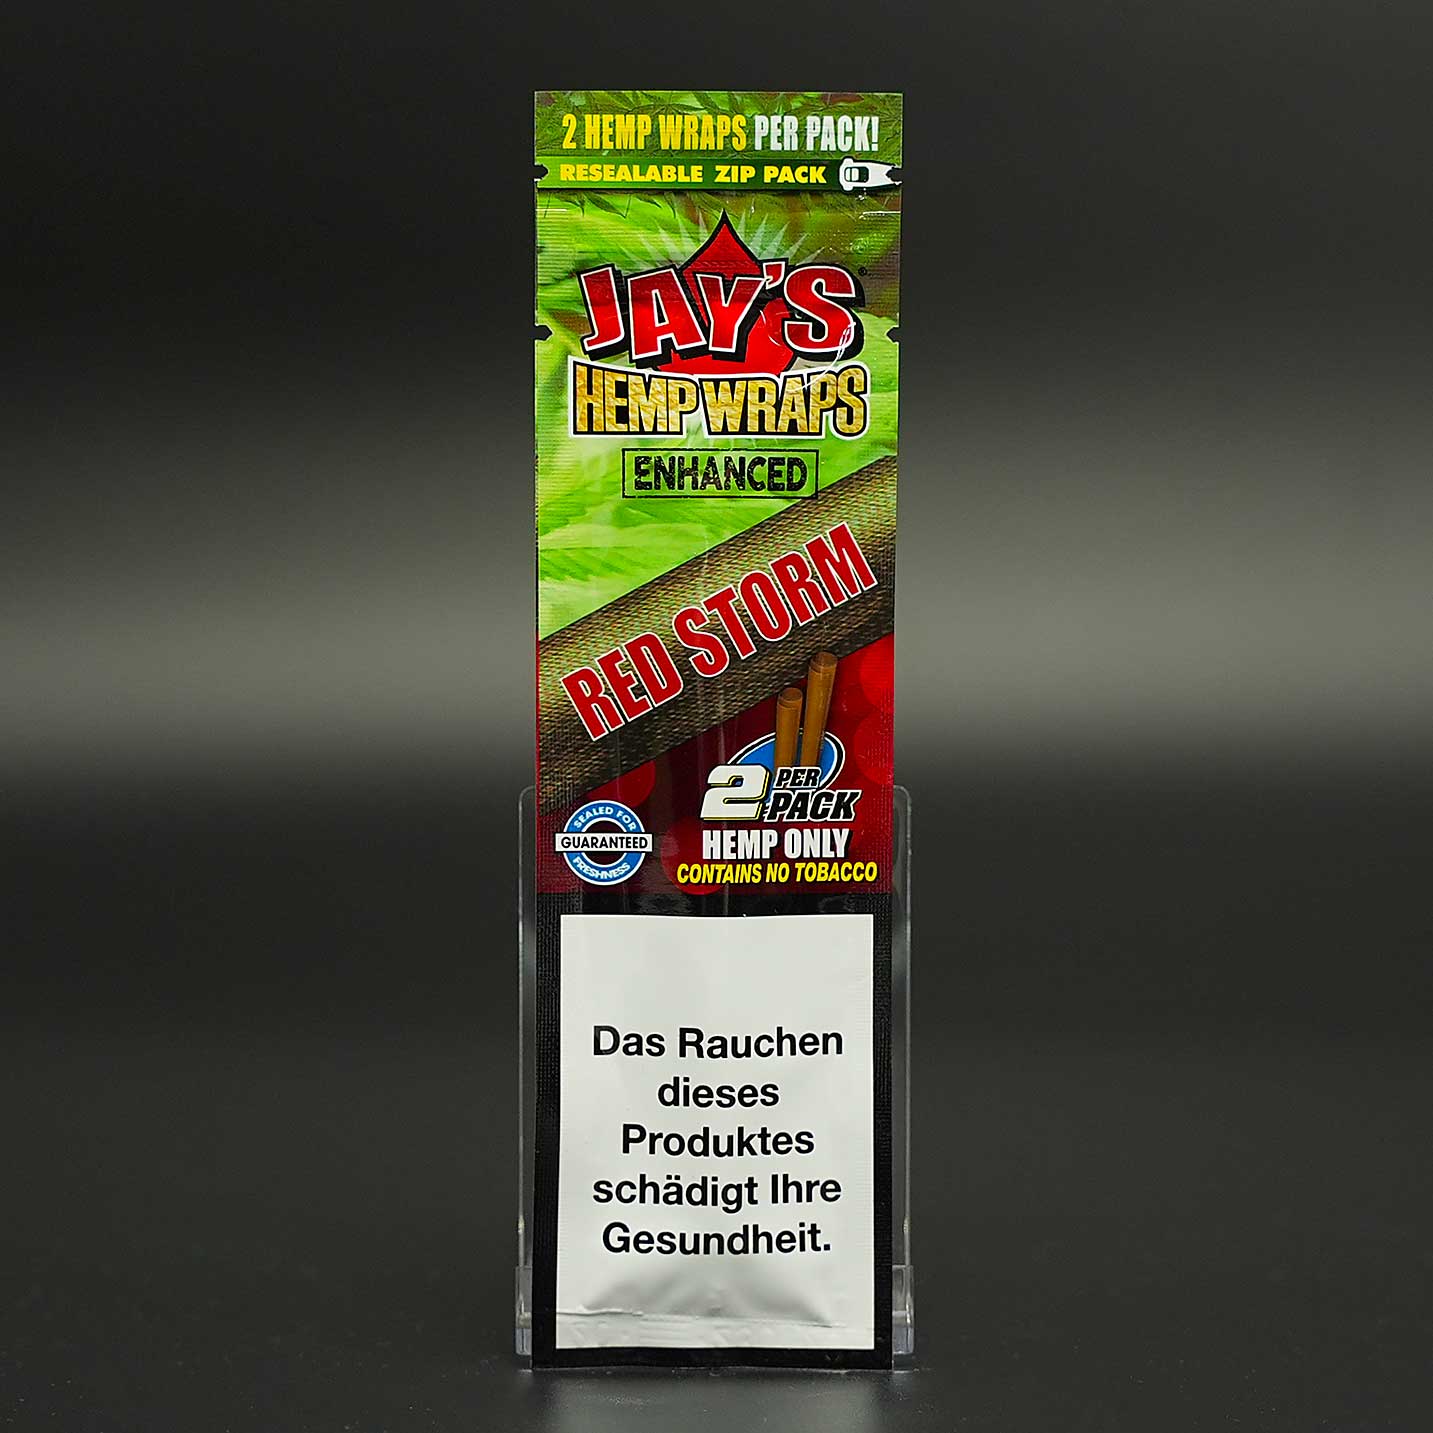 2 HEMP WRAPS PER PACK!
RESEALABLE ZIP PACK
JAY'S®
HEMP WRAPS
ENHANCED
RED STORM
2 PER
PACK
SEALED FOR
GUARANTEED
FRESHNESS
HEMP ONLY
CONTAINS NO TOBACCO
Das Rauchen
dieses
Produktes
schädigt Ihre
Gesundheit.